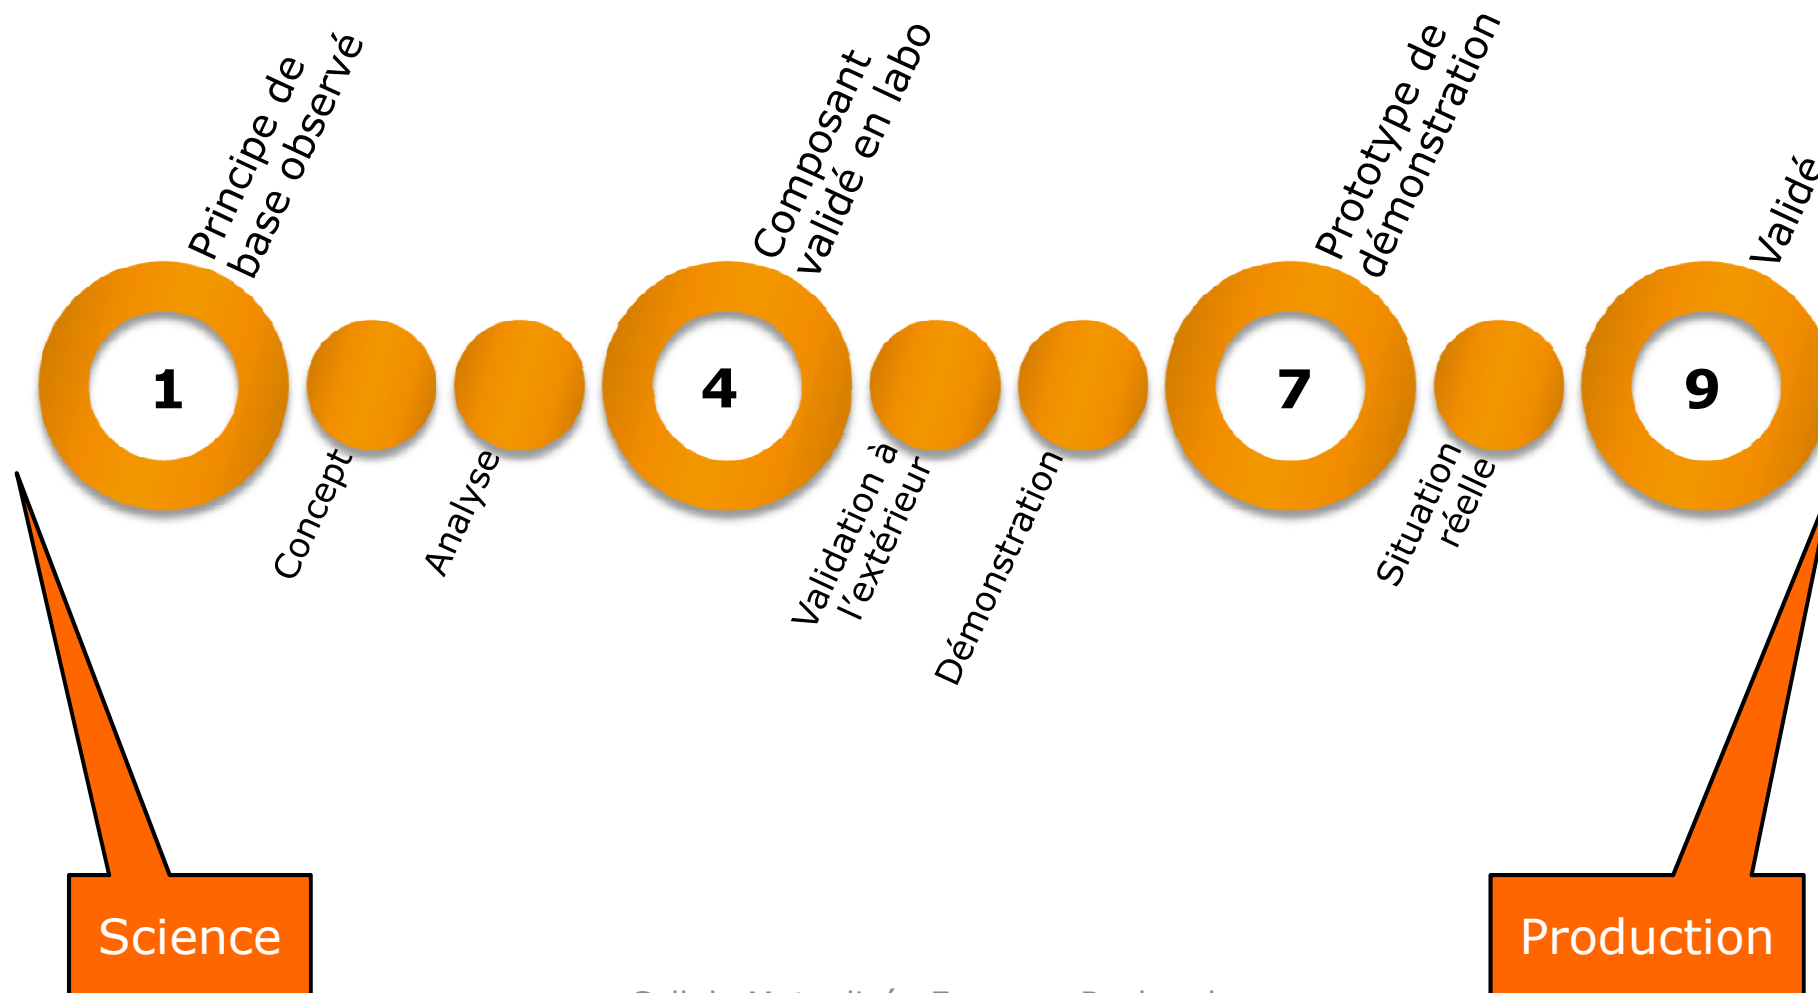 Principe de
base observé
1
Concept
Analyse
Composant
validé en labo
4
Validation à
l’extérieur
Démonstration
Prototype de
démonstration
7
Situation
réelle
Validé
9
Science
Production